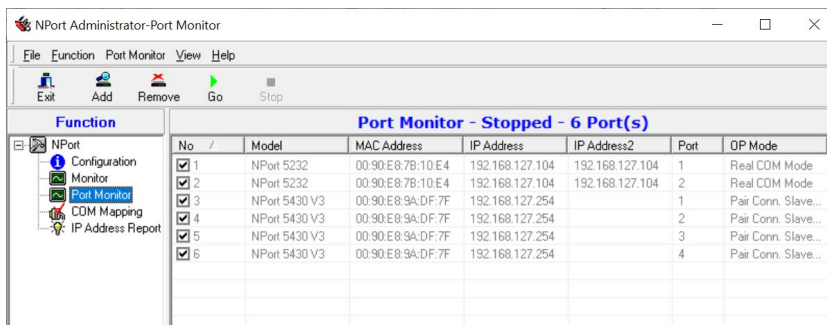 NPort Administrator-Port Monitor
File Function Port Monitor View Help
Exit Add Remove Go Stop
Function
Port Monitor - Stopped - 6 Port(s)
NPort
Configuration
Monitor
Port Monitor
COM Mapping
IP Address Report
No Model MAC Address IP Address IP Address2 Port OP Mode
1 NPort 5232 00:90:E8:7B:10:E4 192.168.127.104 192.168.127.104 1 Real COM Mode
2 NPort 5232 00:90:E8:7B:10:E4 192.168.127.104 192.168.127.104 2 Real COM Mode
3 NPort 5430 V3 00:90:E8:9A:DF:7F 192.168.127.254 1 Pair Conn. Slave...
4 NPort 5430 V3 00:90:E8:9A:DF:7F 192.168.127.254 2 Pair Conn. Slave...
5 NPort 5430 V3 00:90:E8:9A:DF:7F 192.168.127.254 3 Pair Conn. Slave...
6 NPort 5430 V3 00:90:E8:9A:DF:7F 192.168.127.254 4 Pair Conn. Slave...